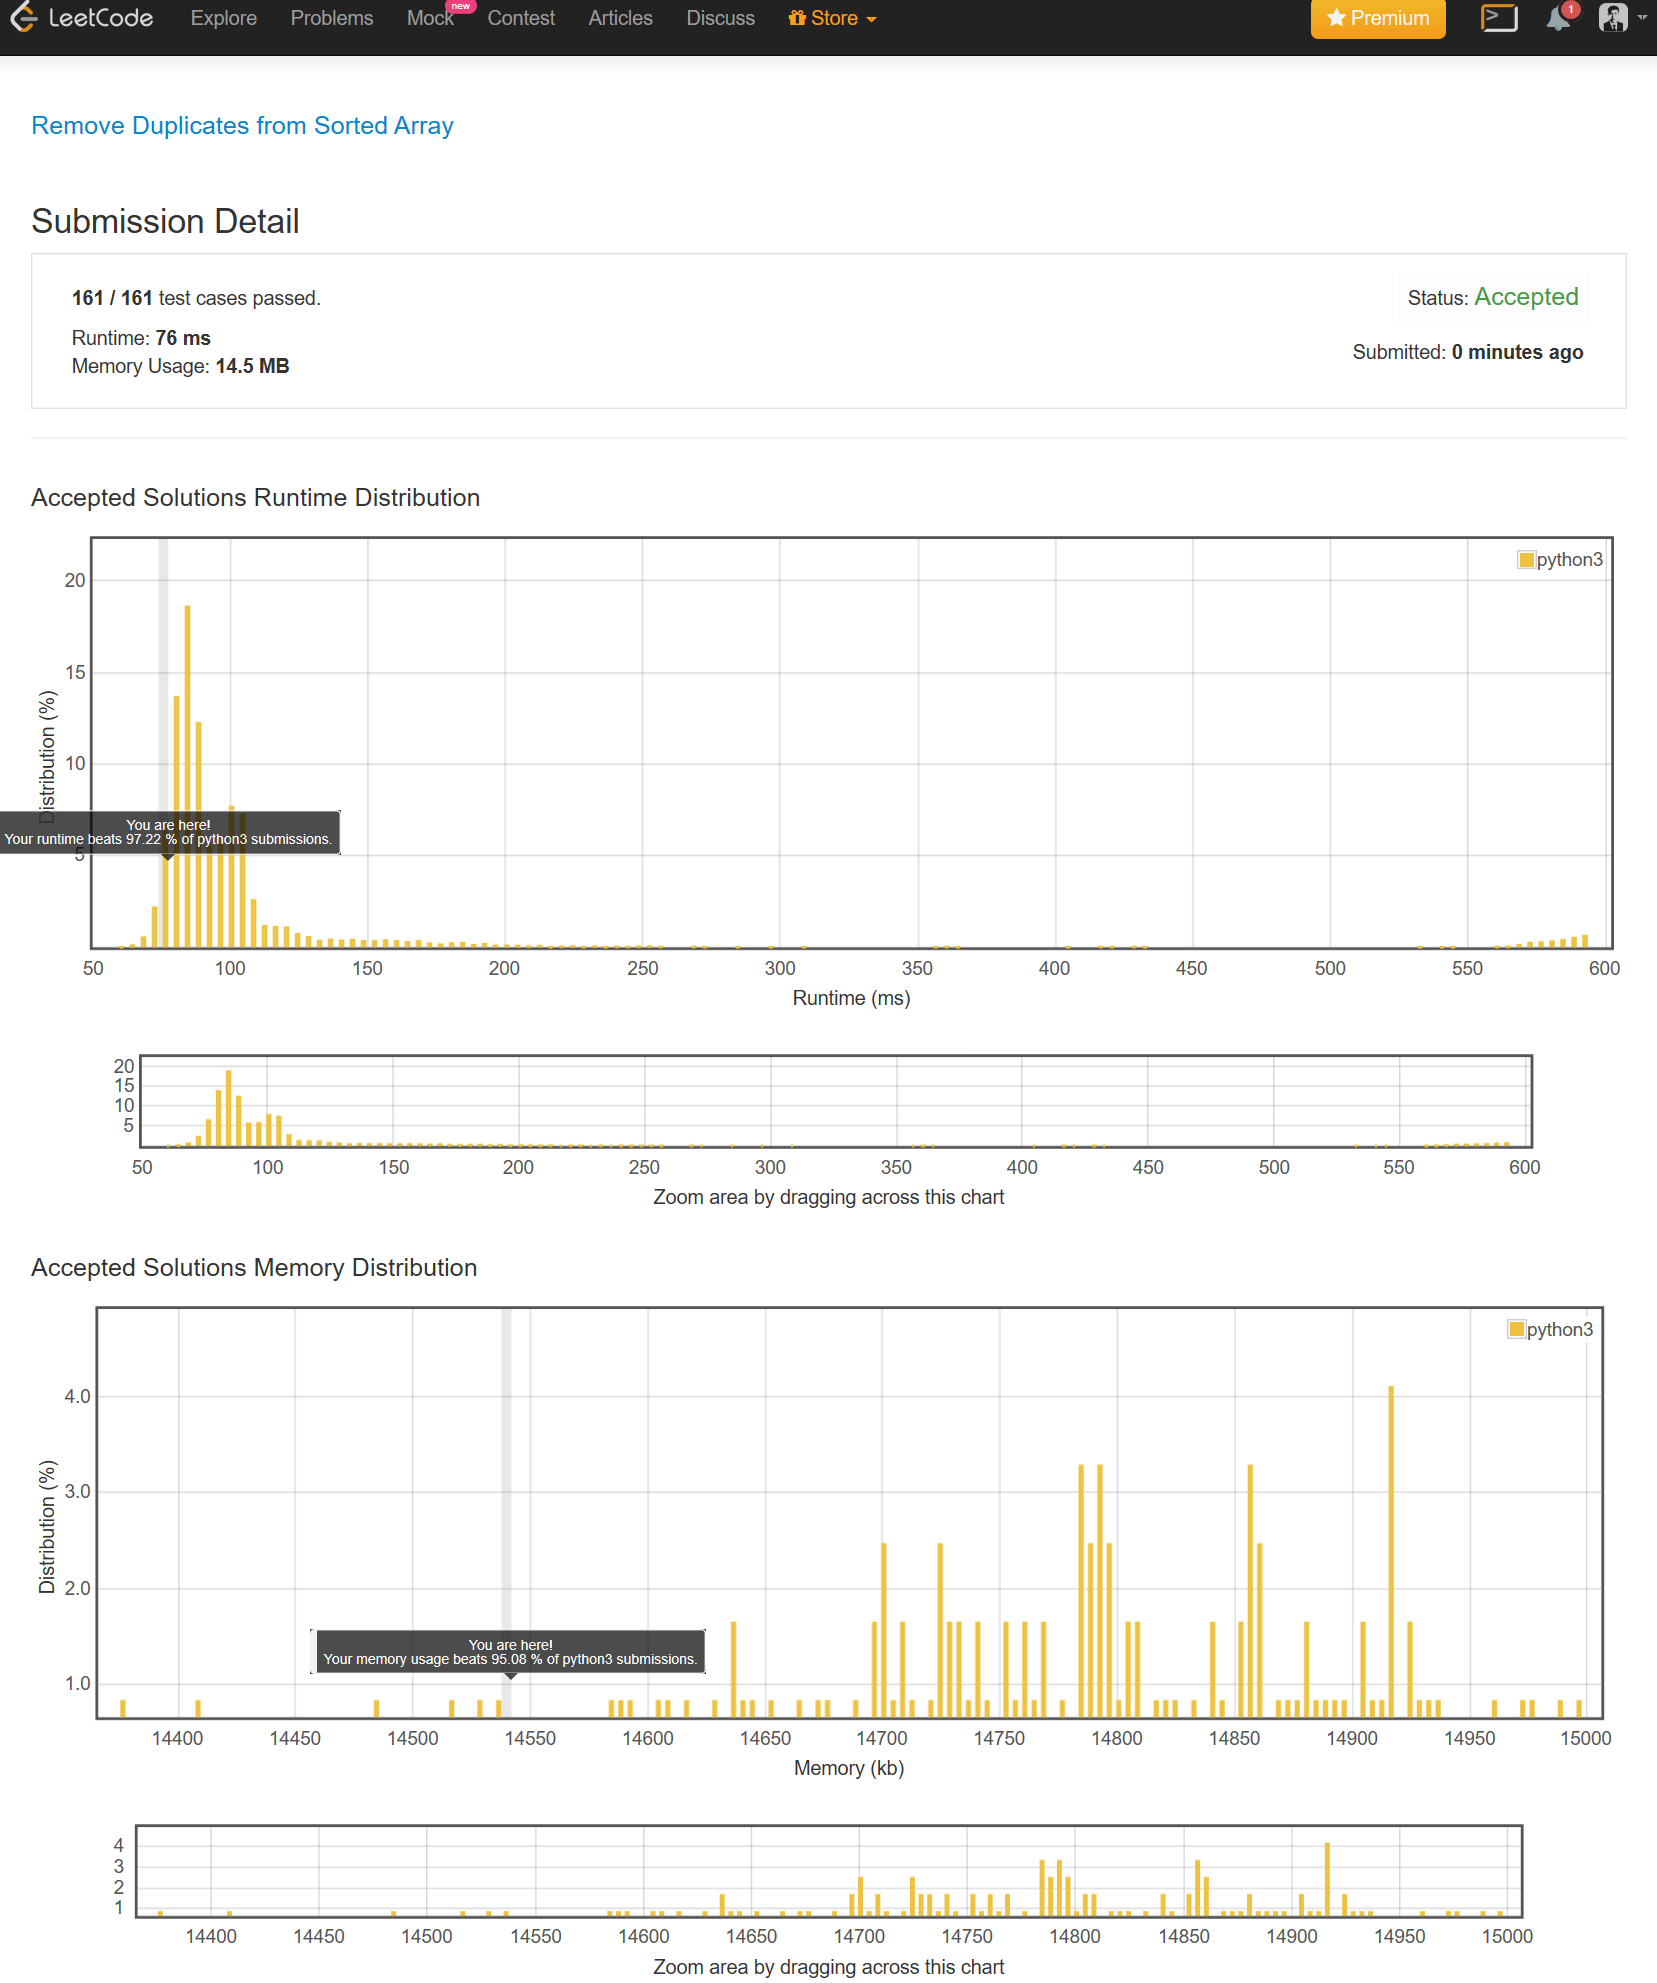 LeetCode Explore Problems Mock new Contest Articles Discuss Store Premium 1
Remove Duplicates from Sorted Array
Submission Detail
161 / 161 test cases passed.
Status: Accepted
Runtime: 76 ms
Submitted: 0 minutes ago
Memory Usage: 14.5 MB
Accepted Solutions Runtime Distribution
python3
20
15
10
5
Distribution (%)
You are here!
Your runtime beats 97.22 % of python3 submissions.
50 100 150 200 250 300 350 400 450 500 550 600
Runtime (ms)
20
15
10
5
50 100 150 200 250 300 350 400 450 500 550 600
Zoom area by dragging across this chart
Accepted Solutions Memory Distribution
python3
4.0
3.0
2.0
1.0
Distribution (%)
You are here!
Your memory usage beats 95.08 % of python3 submissions.
14400 14450 14500 14550 14600 14650 14700 14750 14800 14850 14900 14950 15000
Memory (kb)
4
3
2
1
14400 14450 14500 14550 14600 14650 14700 14750 14800 14850 14900 14950 15000
Zoom area by dragging across this chart